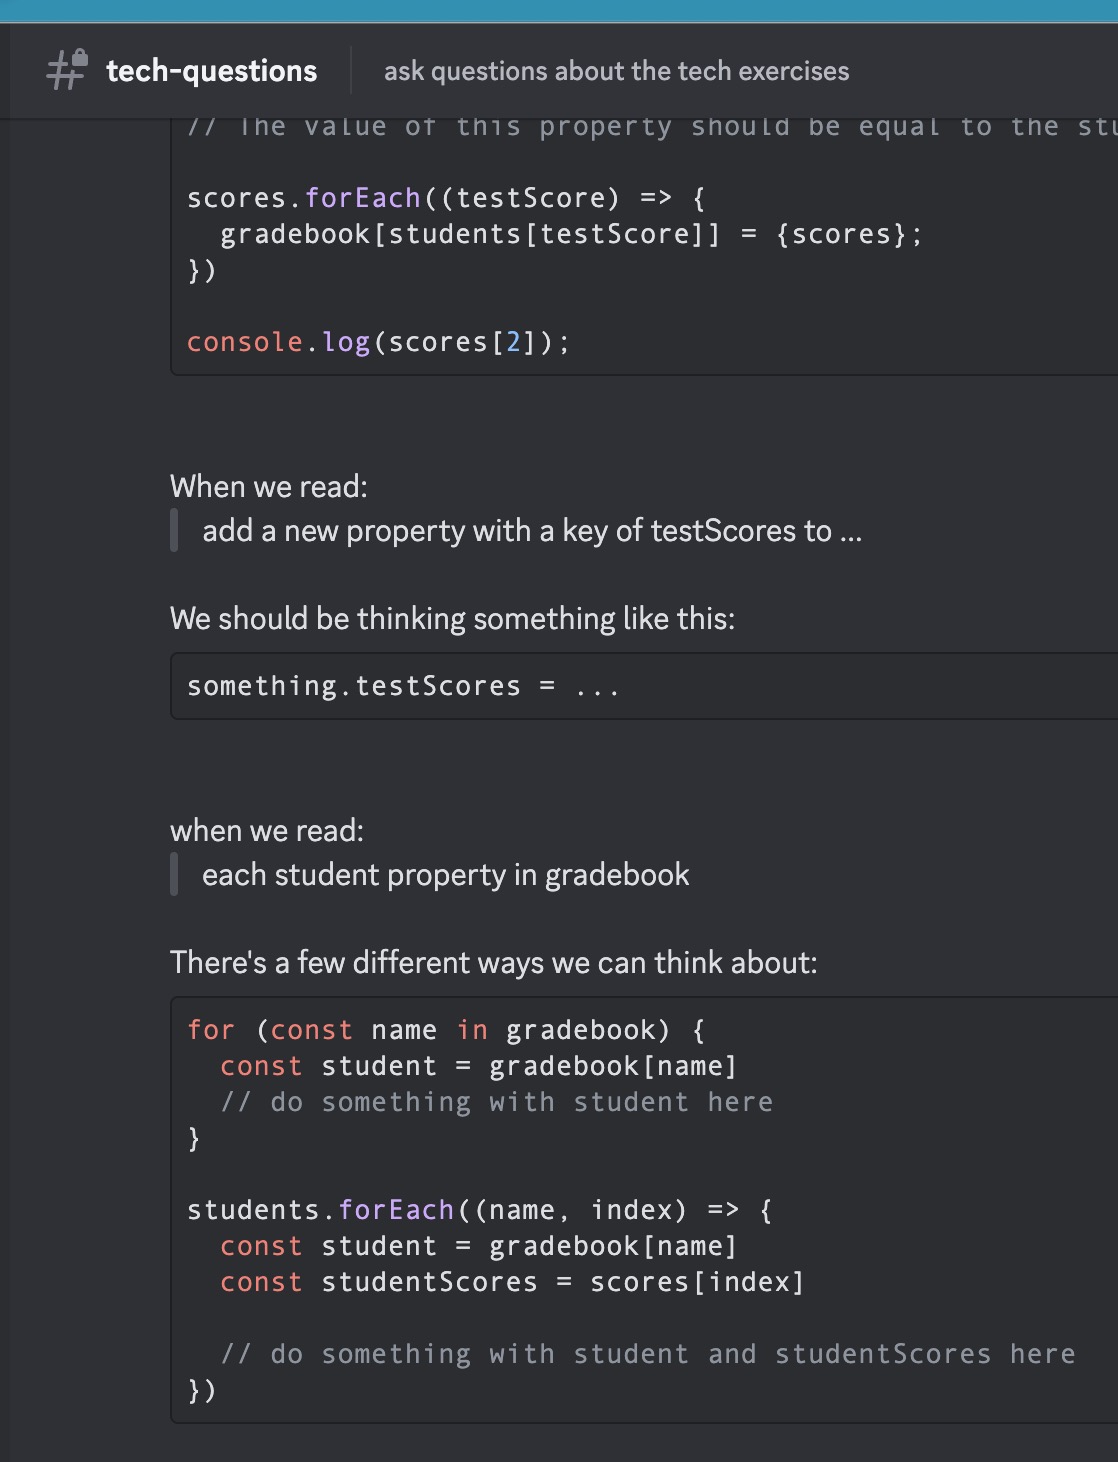 tech-questions
ask questions about the tech exercises
// The value of this property should be equal to the
scores.forEach((testScore) => {
  gradebook[students[testScore]] = {scores};
})
console.log(scores[2]);
When we read:
add a new property with a key of testScores to ...
We should be thinking something like this:
something.testScores = ...
when we read:
each student property in gradebook
There's a few different ways we can think about:
for (const name in gradebook) {
  const student = gradebook[name]
  // do something with student here
}
students.forEach((name, index) => {
  const student = gradebook[name]
  const studentScores = scores[index]
  // do something with student and studentScores here
})